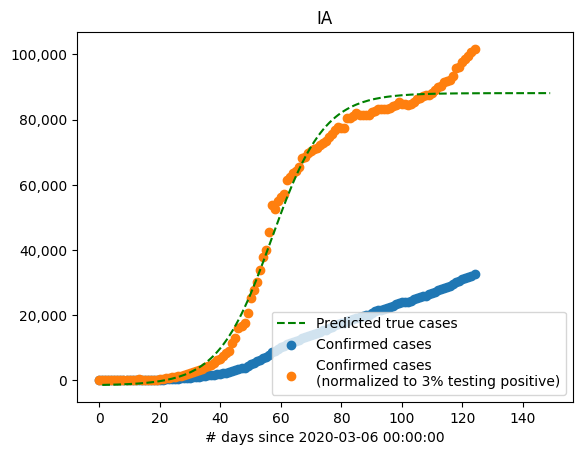 IA
100,000
80,000
60,000
40,000
20,000
0
Predicted true cases
Confirmed cases
Confirmed cases
(normalized to 3% testing positive)
0 20 40 60 80 100 120 140
# days since 2020-03-06 00:00:00